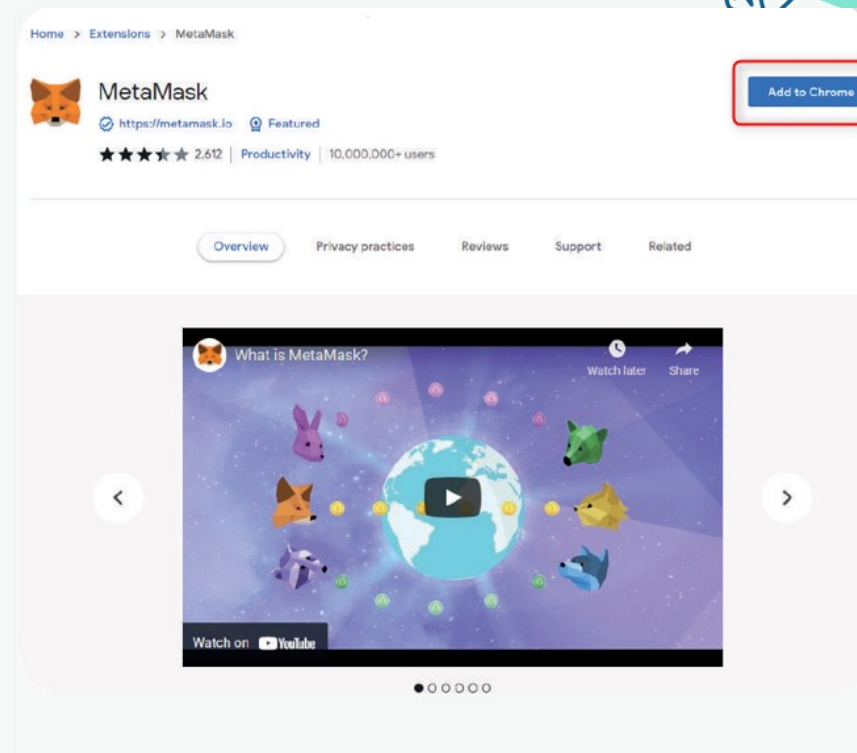 Home > Extensions > MetaMask
MetaMask
Add to Chrome
https://metamask.io Featured
2,612 | Productivity | 10,000,000+ users
Overview Privacy practices Reviews Support Related
What is MetaMask?
Watch later Share
Watch on YouTube